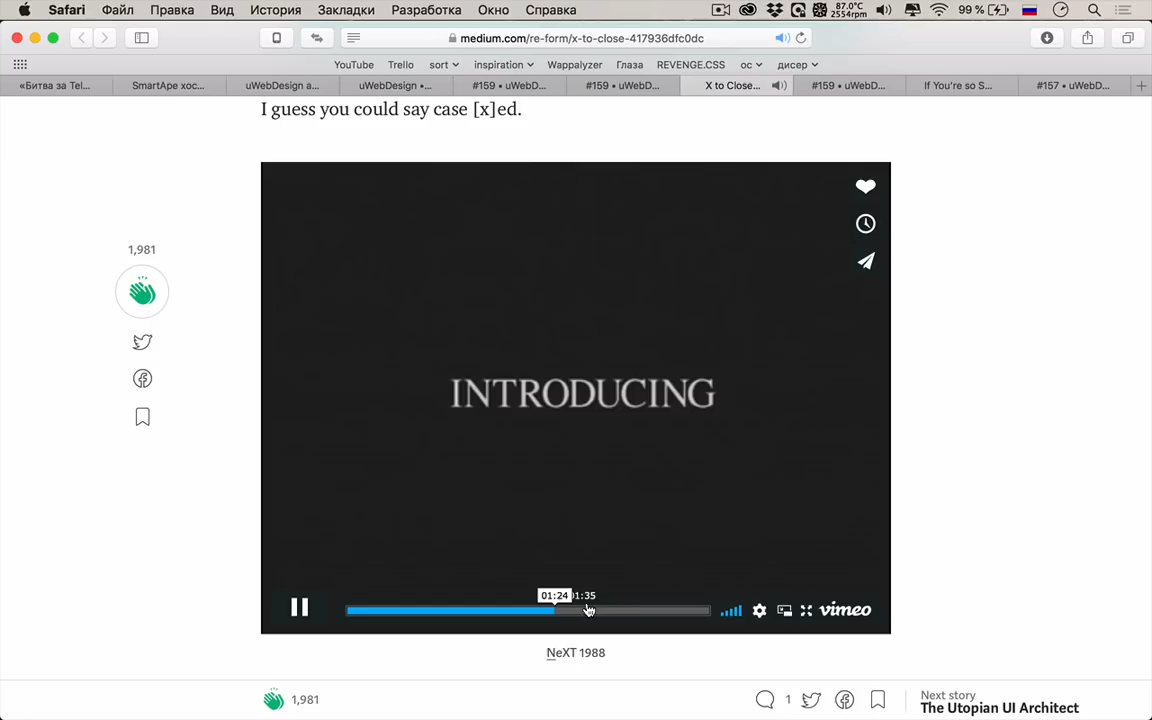 Safari Файл Правка Вид История Закладки Разработка Окно Справка 87.0°C 2554rpm 99 %
medium.com/re-form/x-to-close-417936dfc0dc
YouTube Trello sort inspiration Wappalyzer Глаза REVENGE.CSS ос дисер
«Битва за Tel... SmartApe хос... uWebDesign а... uWebDesign •... #159 • uWebD... #159 • uWebD... X to Close... #159 • uWebD... If You're so S... #157 • uWebD...
I guess you could say case [x]ed.
1,981
INTRODUCING
01:24 01:35
vimeo
NeXT 1988
1,981 1
Next story
The Utopian UI Architect